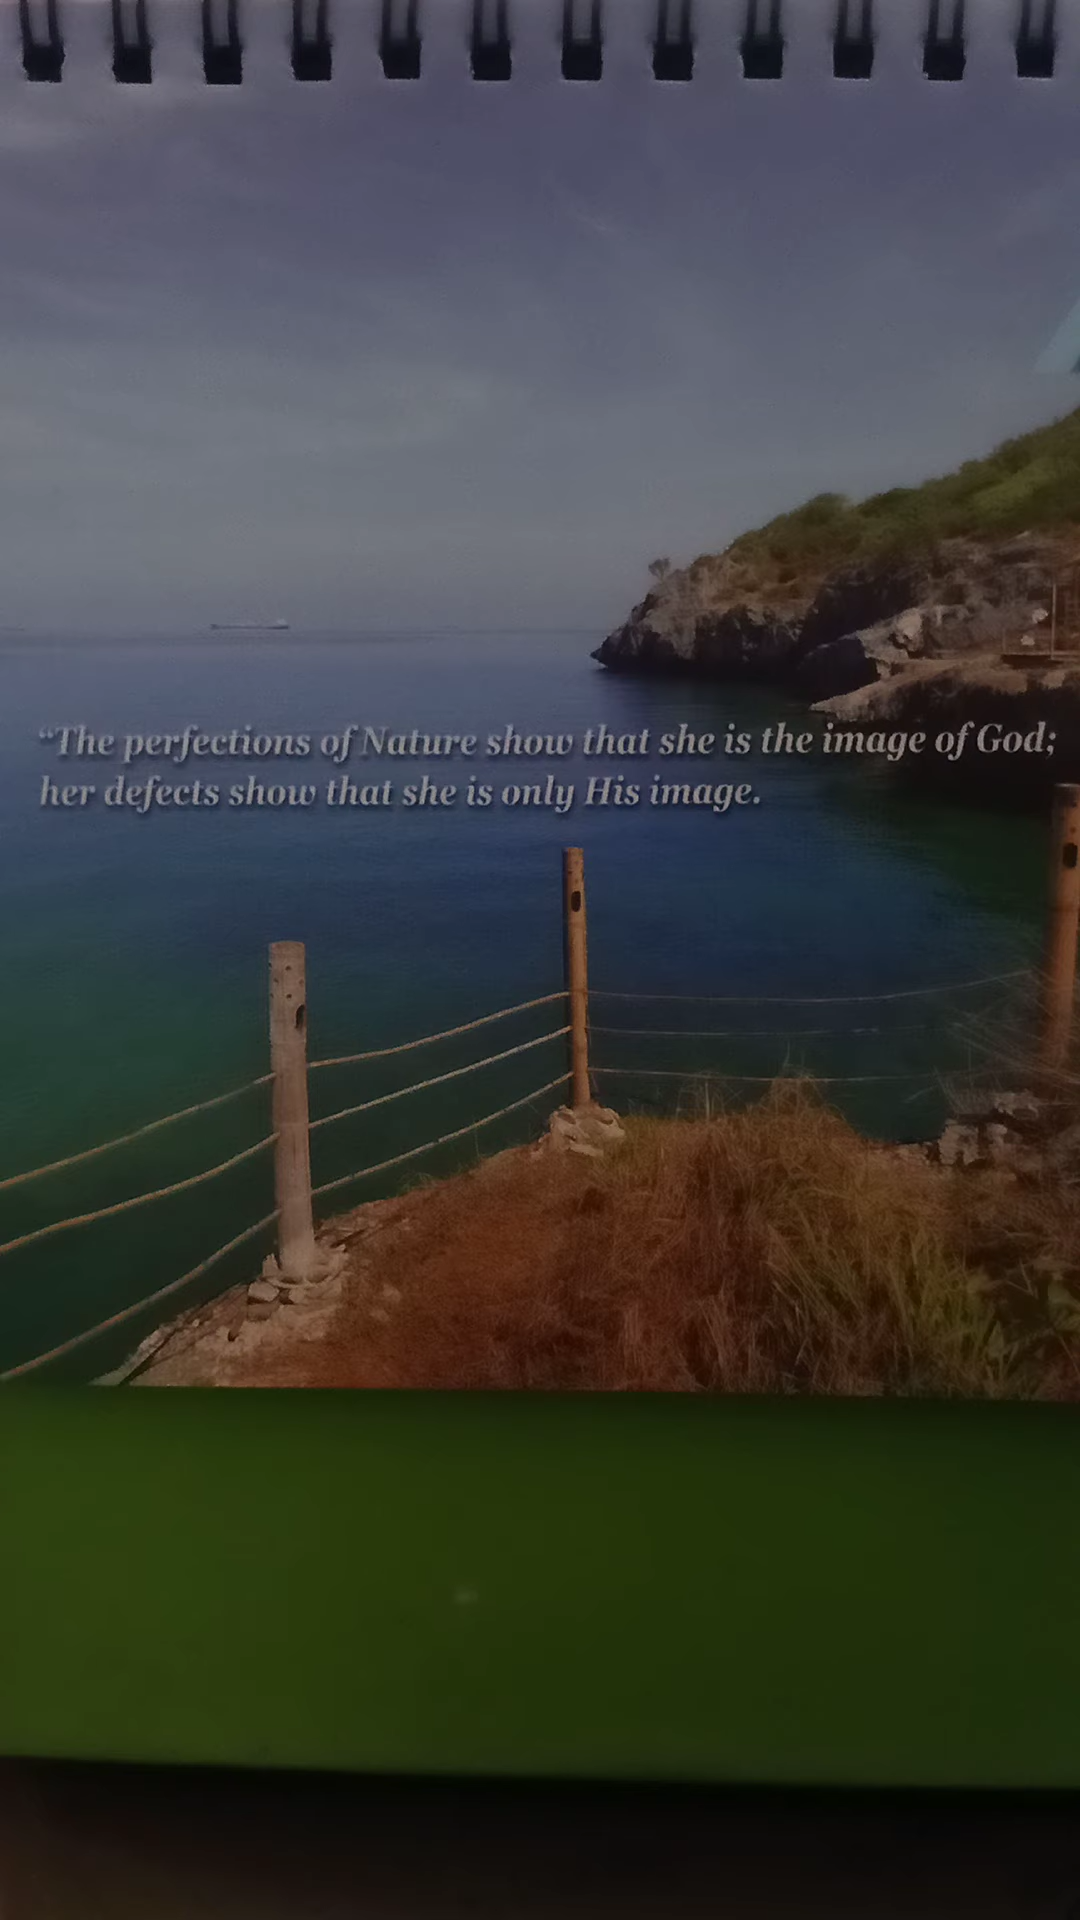 “The perfections of Nature show that she is the image of God;
her defects show that she is only His image.